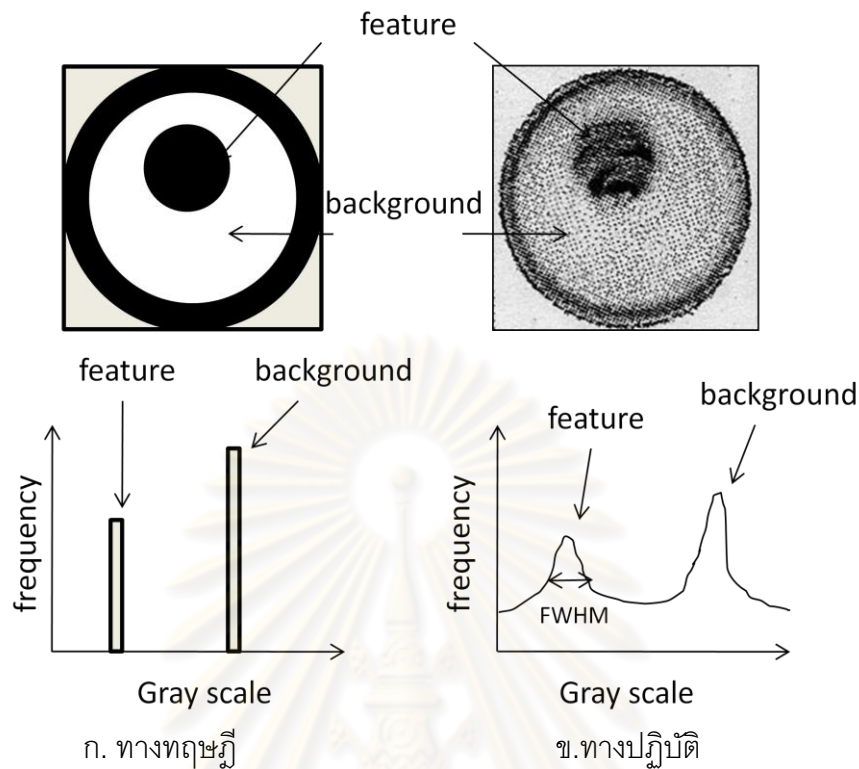 feature
background
feature
background
frequency
Gray scale
ก. ทางทฤษฎี
feature
background
frequency
FWHM
Gray scale
ข.ทางปฏิบัติ